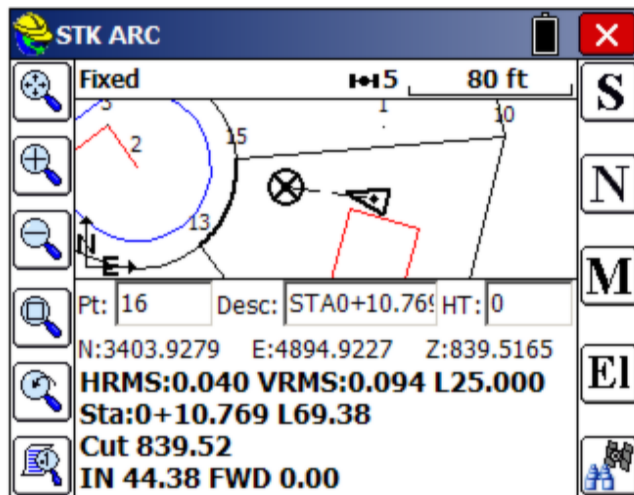 STK ARC
Fixed 5 80 ft
S
3 2 15 1 10
N
13
N
E
M
Pt: 16 Desc: STA0+10.769 HT: 0
N:3403.9279 E:4894.9227 Z:839.5165
HRMS:0.040 VRMS:0.094 L25.000
El
Sta:0+10.769 L69.38
Cut 839.52
IN 44.38 FWD 0.00